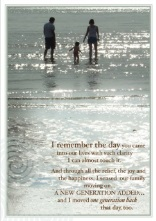 I remember the day you came
into our lives with such clarity
I can almost touch it.
And through all the relief, the joy and
the happiness, I sensed our family
moving on...
A NEW GENERATION ADDED...
and I moved one generation back
that day, too.